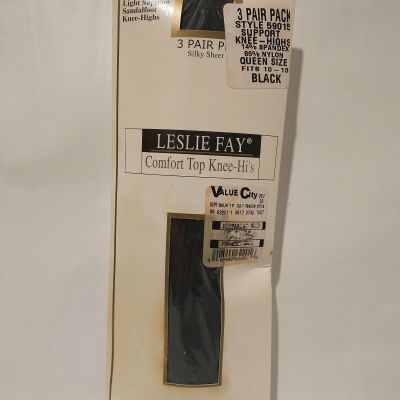 Light Support
Sandalfoot
Knee-Highs
3 PAIR
Silky Sheer
3 PAIR PACK
STYLE 59015
SUPPORT
KNEE-HIGHS
14% SPANDEX
86% NYLON
QUEEN SIZE
FITS 10-13
BLACK
LESLIE FAY®
Comfort Top Knee-Hi's
VALUE CITY